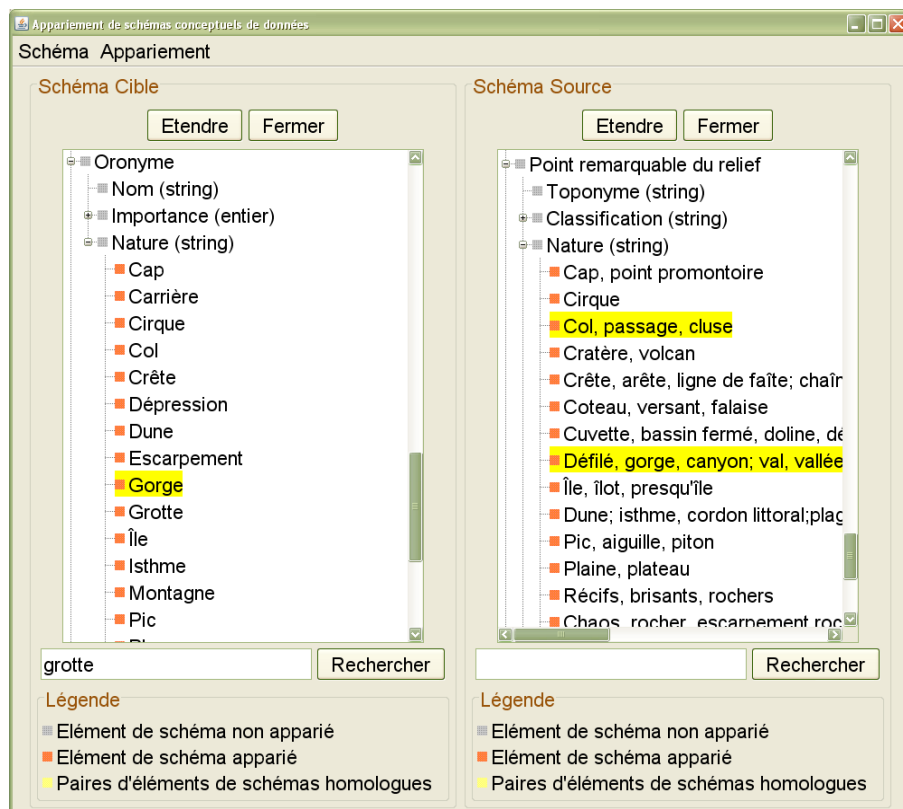 Appariement de schémas conceptuels de données
Schéma Appariement
Schéma Cible
Etendre Fermer
Oronyme
Nom (string)
Importance (entier)
Nature (string)
Cap
Carrière
Cirque
Col
Crête
Dépression
Dune
Escarpement
Gorge
Grotte
Île
Isthme
Montagne
Pic
grotte Rechercher
Légende
Elément de schéma non apparié
Elément de schéma apparié
Paires d'éléments de schémas homologues
Schéma Source
Etendre Fermer
Point remarquable du relief
Toponyme (string)
Classification (string)
Nature (string)
Cap, point promontoire
Cirque
Col, passage, cluse
Cratère, volcan
Crête, arête, ligne de faîte; chaîn
Coteau, versant, falaise
Cuvette, bassin fermé, doline, dé
Défilé, gorge, canyon; val, vallée
Île, îlot, presqu'île
Dune; isthme, cordon littoral;plag
Pic, aiguille, piton
Plaine, plateau
Récifs, brisants, rochers
Chaos, rocher, escarpement roc
Rechercher
Légende
Elément de schéma non apparié
Elément de schéma apparié
Paires d'éléments de schémas homologues